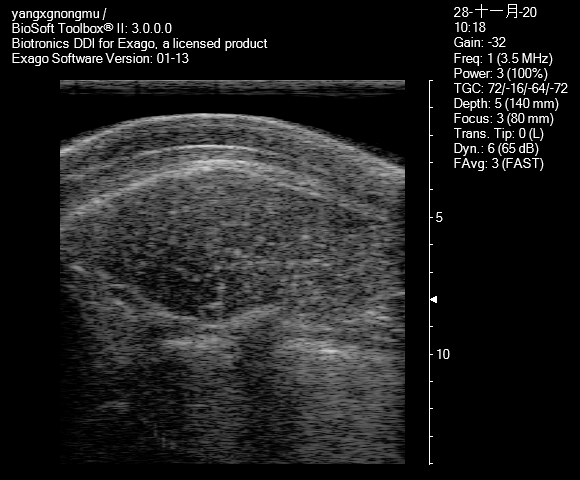 yangxgnongmu /
BioSoft Toolbox® II: 3.0.0.0
Biotronics DDI for Exago, a licensed product
Exago Software Version: 01-13
28-十一月-20
10:18
Gain: -32
Freq: 1 (3.5 MHz)
Power: 3 (100%)
TGC: 72/-16/-64/-72
Depth: 5 (140 mm)
Focus: 3 (80 mm)
Trans. Tip: 0 (L)
Dyn.: 6 (65 dB)
FAvg: 3 (FAST)
5
10